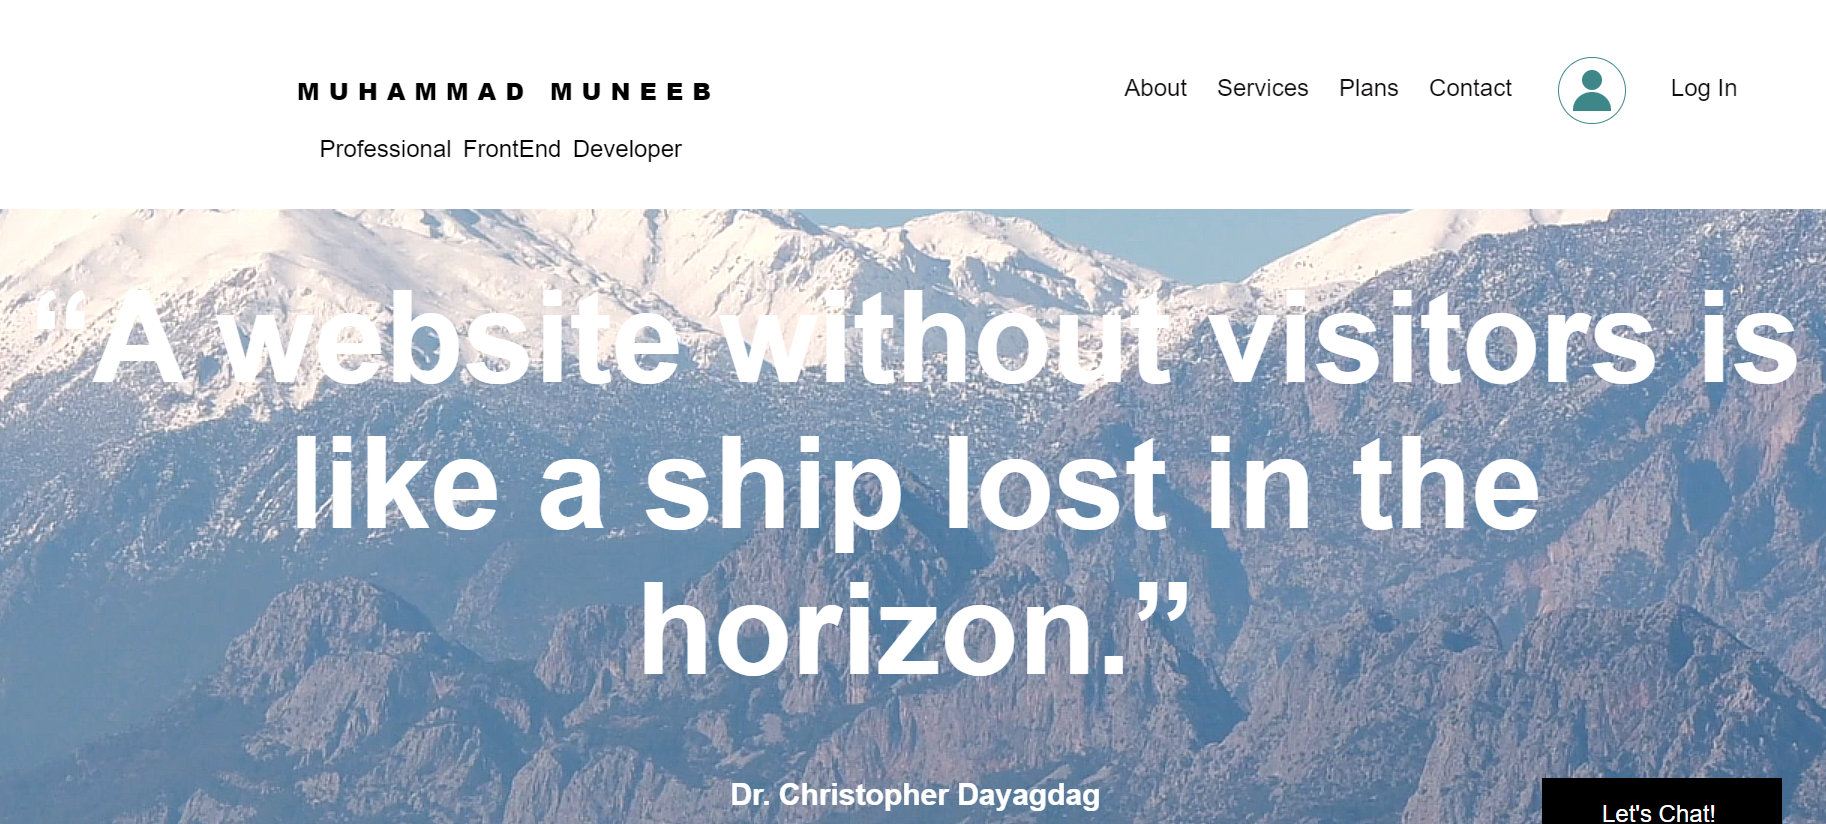 MUHAMMAD MUNEEB
Professional FrontEnd Developer
About Services Plans Contact Log In
“A website without visitors is
like a ship lost in the
horizon.”
Dr. Christopher Dayagdag
Let's Chat!